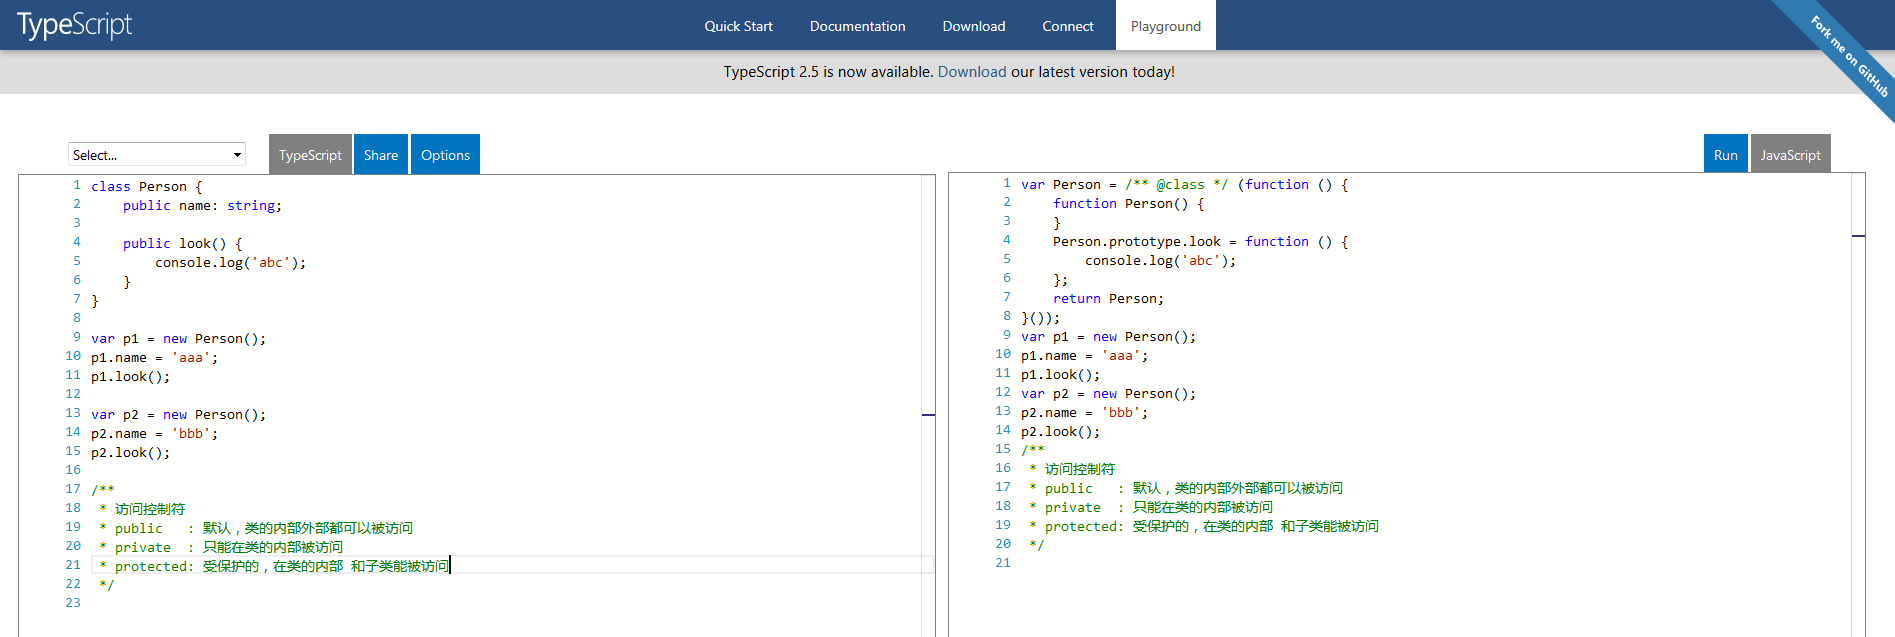 TypeScript
Quick Start Documentation Download Connect Playground
Fork me on GitHub
TypeScript 2.5 is now available. Download our latest version today!
Select... TypeScript Share Options
Run JavaScript
1 class Person {
2     public name: string;
3
4     public look() {
5         console.log('abc');
6     }
7 }
8
9 var p1 = new Person();
10 p1.name = 'aaa';
11 p1.look();
12
13 var p2 = new Person();
14 p2.name = 'bbb';
15 p2.look();
16
17 /**
18  * 访问控制符
19  * public   : 默认，类的内部外部都可以被访问
20  * private  : 只能在类的内部被访问
21  * protected: 受保护的，在类的内部 和子类能被访问
22  */
23
1 var Person = /** @class */ (function () {
2     function Person() {
3     }
4     Person.prototype.look = function () {
5         console.log('abc');
6     };
7     return Person;
8 }());
9 var p1 = new Person();
10 p1.name = 'aaa';
11 p1.look();
12 var p2 = new Person();
13 p2.name = 'bbb';
14 p2.look();
15 /**
16  * 访问控制符
17  * public   : 默认，类的内部外部都可以被访问
18  * private  : 只能在类的内部被访问
19  * protected: 受保护的，在类的内部 和子类能被访问
20  */
21